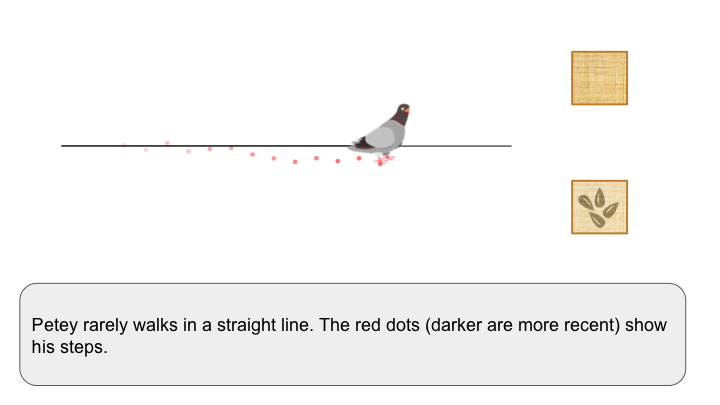 Petey rarely walks in a straight line. The red dots (darker are more recent) show
his steps.